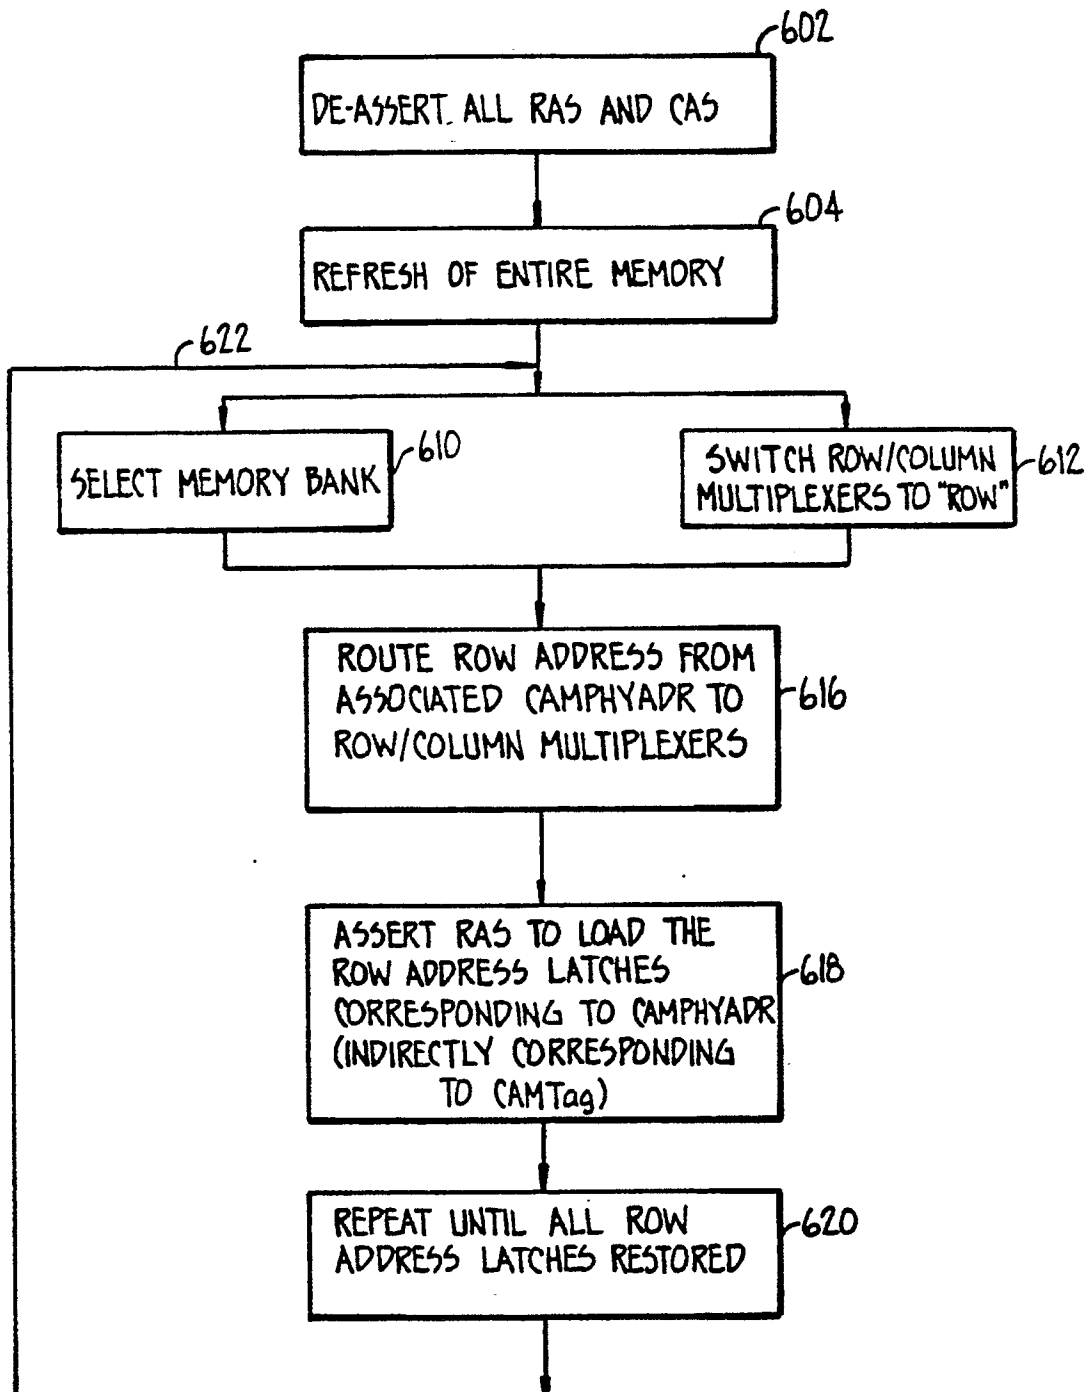 602
DE-ASSERT ALL RAS AND CAS
604
REFRESH OF ENTIRE MEMORY
622
SELECT MEMORY BANK
610
SWITCH ROW/COLUMN
MULTIPLEXERS TO "ROW"
612
ROUTE ROW ADDRESS FROM
ASSOCIATED CAMPHYADR TO
ROW/COLUMN MULTIPLEXERS
616
ASSERT RAS TO LOAD THE
ROW ADDRESS LATCHES
CORRESPONDING TO CAMPHYADR
(INDIRECTLY CORRESPONDING
TO CAMTag)
618
REPEAT UNTIL ALL ROW
ADDRESS LATCHES RESTORED
620